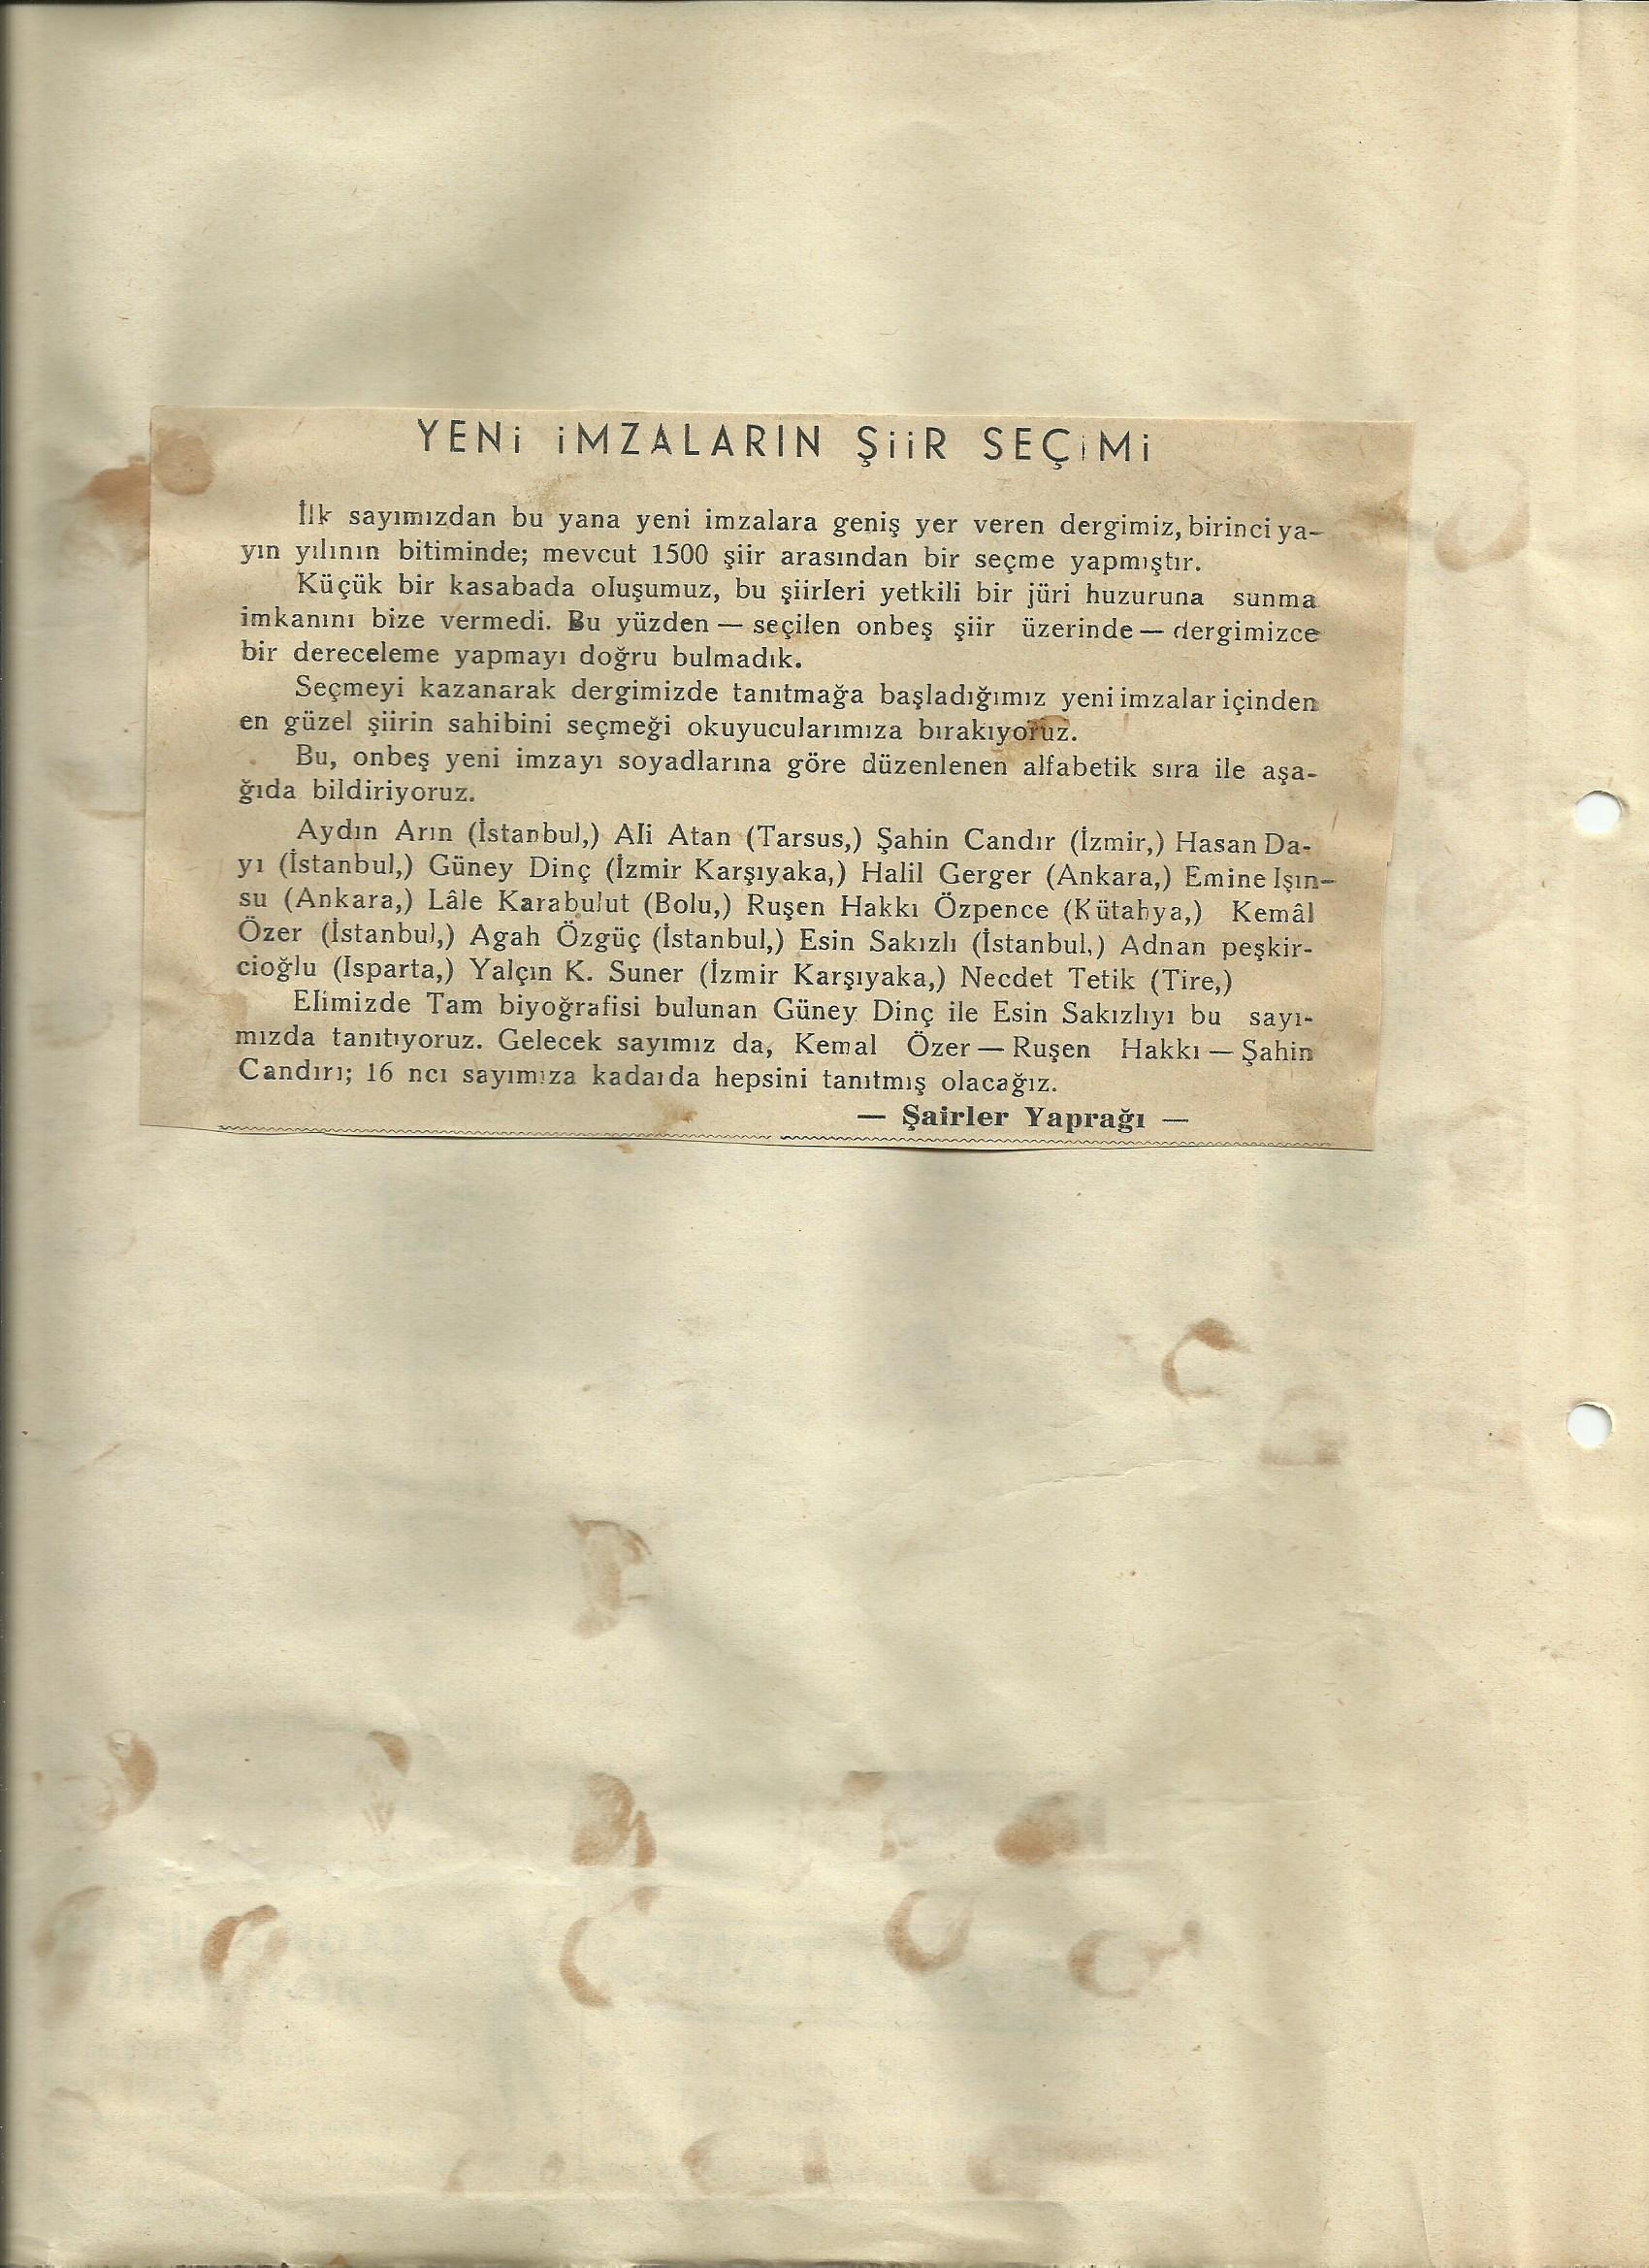 YENi iMZALARIN ŞiiR SEÇiMi
İlk sayımızdan bu yana yeni imzalara geniş yer veren dergimiz, birinci ya-
yın yılının bitiminde; mevcut 1500 şiir arasından bir seçme yapmıştır.
Küçük bir kasabada oluşumuz, bu şiirleri yetkili bir jüri huzuruna sunma
imkanını bize vermedi. Bu yüzden — seçilen onbeş şiir üzerinde — dergimizce
bir dereceleme yapmayı doğru bulmadık.
Seçmeyi kazanarak dergimizde tanıtmağa başladığımız yeni imzalar içinden
en güzel şiirin sahibini seçmeği okuyucularımıza bırakıyoruz.
Bu, onbeş yeni imzayı soyadlarına göre düzenlenen alfabetik sıra ile aşa-
ğıda bildiriyoruz.
Aydın Arın (İstanbul,) Ali Atan (Tarsus,) Şahin Candır (İzmir,) Hasan Da-
yı (İstanbul,) Güney Dinç (İzmir Karşıyaka,) Halil Gerger (Ankara,) Emine Işın-
su (Ankara,) Lâle Karabulut (Bolu,) Ruşen Hakkı Özpence (Kütahya,) Kemâl
Özer (İstanbul,) Agah Özgüç (İstanbul,) Esin Sakızlı (İstanbul,) Adnan peşkir-
cioğlu (Isparta,) Yalçın K. Suner (İzmir Karşıyaka,) Necdet Tetik (Tire,)
Elimizde Tam biyoğrafisi bulunan Güney Dinç ile Esin Sakızlıyı bu sayı-
mızda tanıtıyoruz. Gelecek sayımız da, Kemal Özer — Ruşen Hakkı — Şahin
Candırı; 16 ncı sayımıza kadarda hepsini tanıtmış olacağız.
— Şairler Yaprağı —